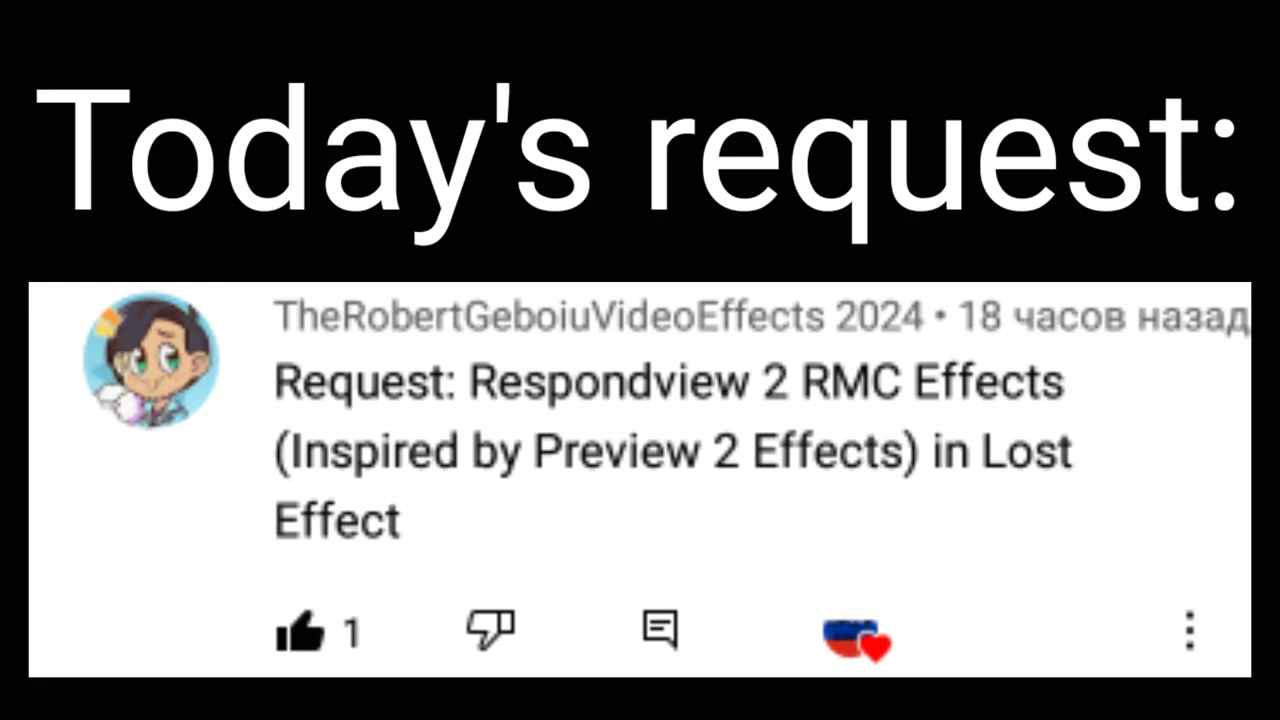 Today's request:
TheRobertGeboiuVideoEffects 2024 • 18 часов назад
Request: Respondview 2 RMC Effects
(Inspired by Preview 2 Effects) in Lost
Effect
1